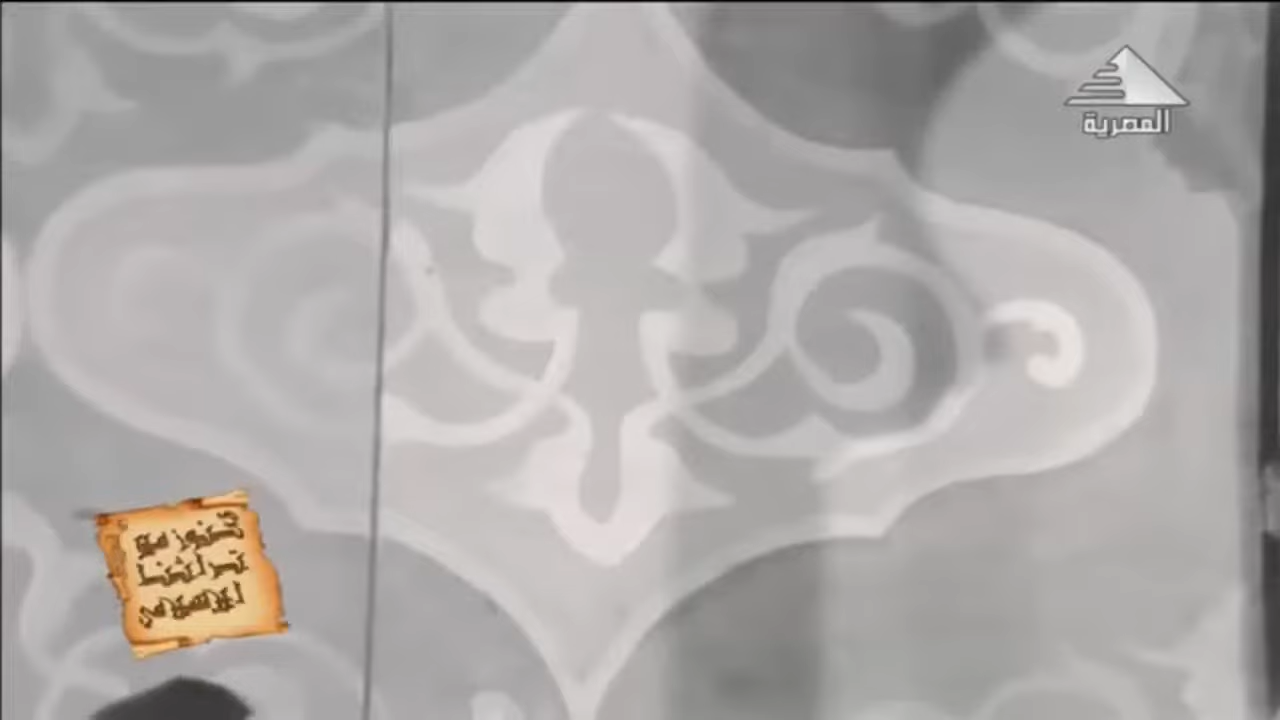 المصرية
كنوز من
تراثنا
الإسلامي